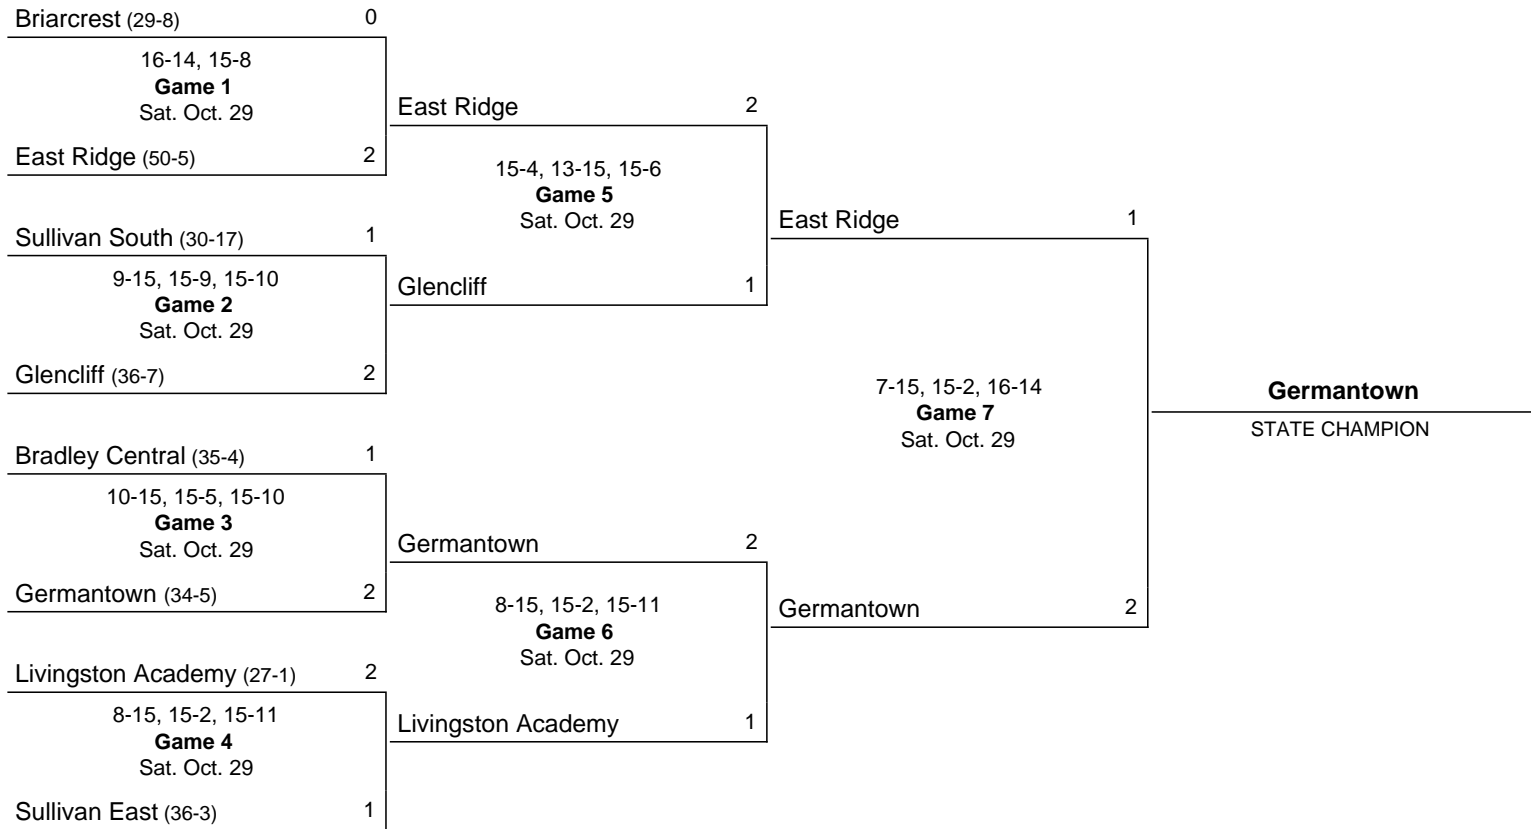 Briarcrest (29-8) 0
16-14, 15-8
Game 1
Sat. Oct. 29
East Ridge (50-5) 2
Sullivan South (30-17) 1
9-15, 15-9, 15-10
Game 2
Sat. Oct. 29
Glencliff (36-7) 2
Bradley Central (35-4) 1
10-15, 15-5, 15-10
Game 3
Sat. Oct. 29
Germantown (34-5) 2
Livingston Academy (27-1) 2
8-15, 15-2, 15-11
Game 4
Sat. Oct. 29
Sullivan East (36-3) 1
East Ridge 2
15-4, 13-15, 15-6
Game 5
Sat. Oct. 29
Glencliff 1
Germantown 2
8-15, 15-2, 15-11
Game 6
Sat. Oct. 29
Livingston Academy 1
East Ridge 1
7-15, 15-2, 16-14
Game 7
Sat. Oct. 29
Germantown 2
Germantown
STATE CHAMPION